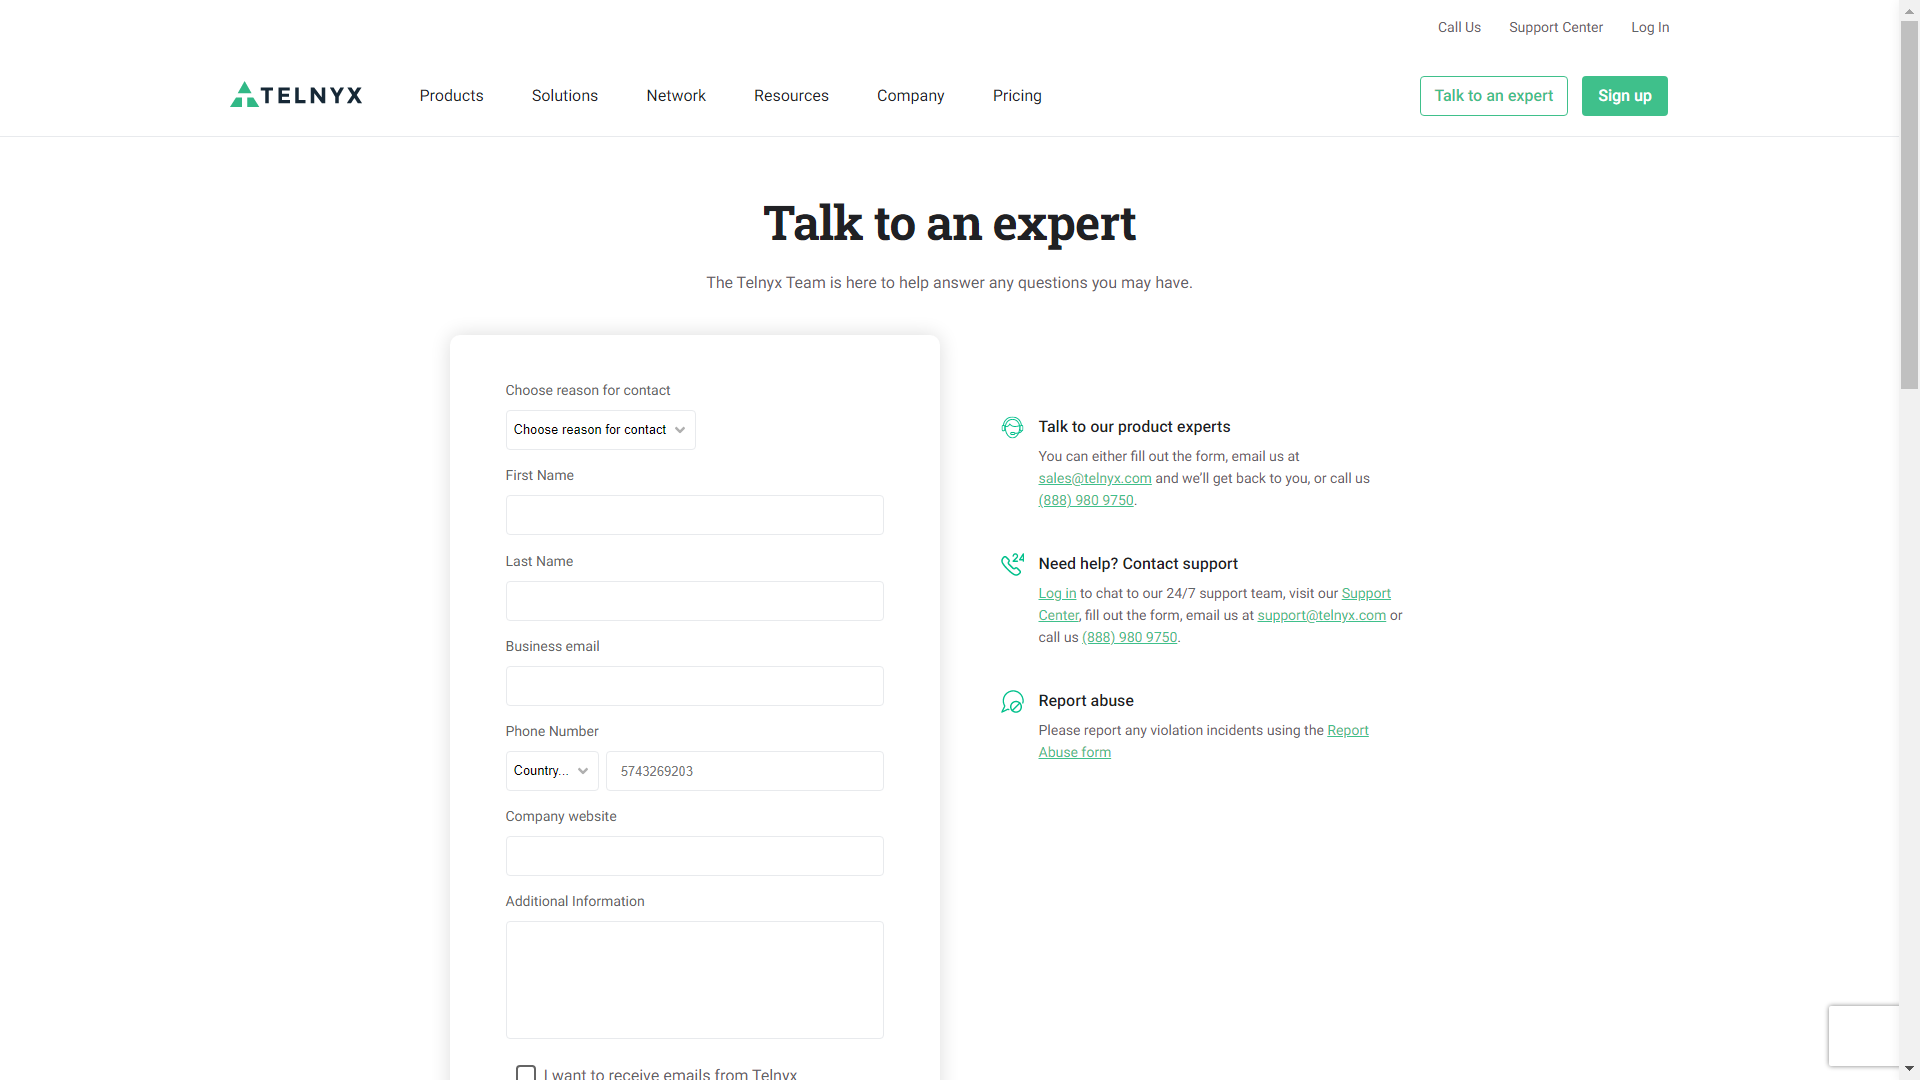 Call Us Support Center Log In
TELNYX Products Solutions Network Resources Company Pricing Talk to an expert Sign up
Talk to an expert
The Telnyx Team is here to help answer any questions you may have.
Choose reason for contact
Choose reason for contact
First Name
Last Name
Business email
Phone Number
Country... 5743269203
Company website
Additional Information
I want to receive emails from Telnyx
Talk to our product experts
You can either fill out the form, email us at
sales@telnyx.com and we’ll get back to you, or call us
(888) 980 9750.
24
Need help? Contact support
Log in to chat to our 24/7 support team, visit our Support
Center, fill out the form, email us at support@telnyx.com or
call us (888) 980 9750.
Report abuse
Please report any violation incidents using the Report
Abuse form